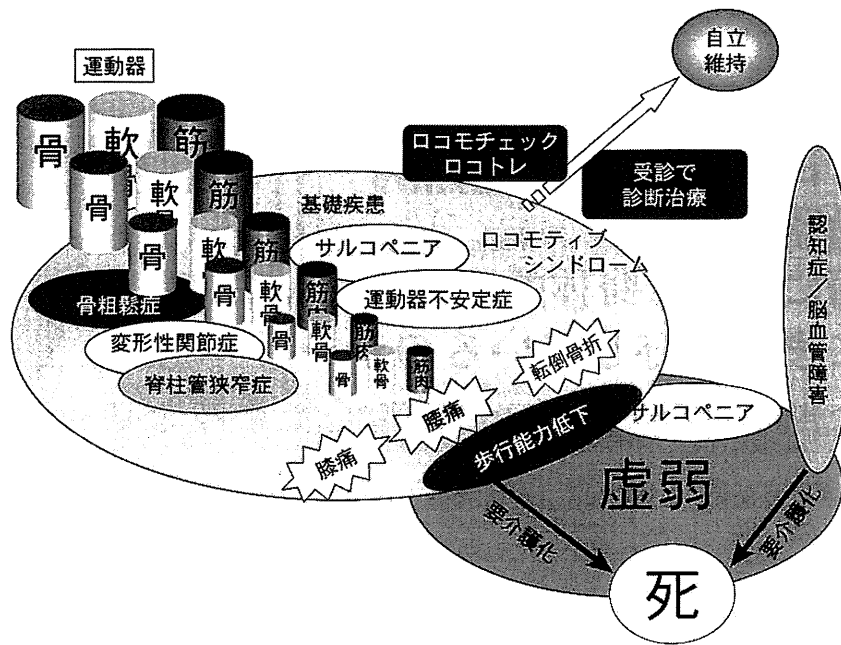 自立
維持
運動器
骨
軟骨
筋
骨
軟骨
筋
骨
軟
筋
骨
軟骨
筋肉
骨
軟骨
筋肉
骨
軟骨
筋肉
ロコモチェック
ロコトレ
受診で
診断治療
基礎疾患
サルコペニア
ロコモティブ
シンドローム
骨粗鬆症
運動器不安定症
変形性関節症
脊柱管狭窄症
転倒骨折
腰痛
膝痛
歩行能力低下
サルコペニア
認知症/脳血管障害
虚弱
要介護化
要介護化
死